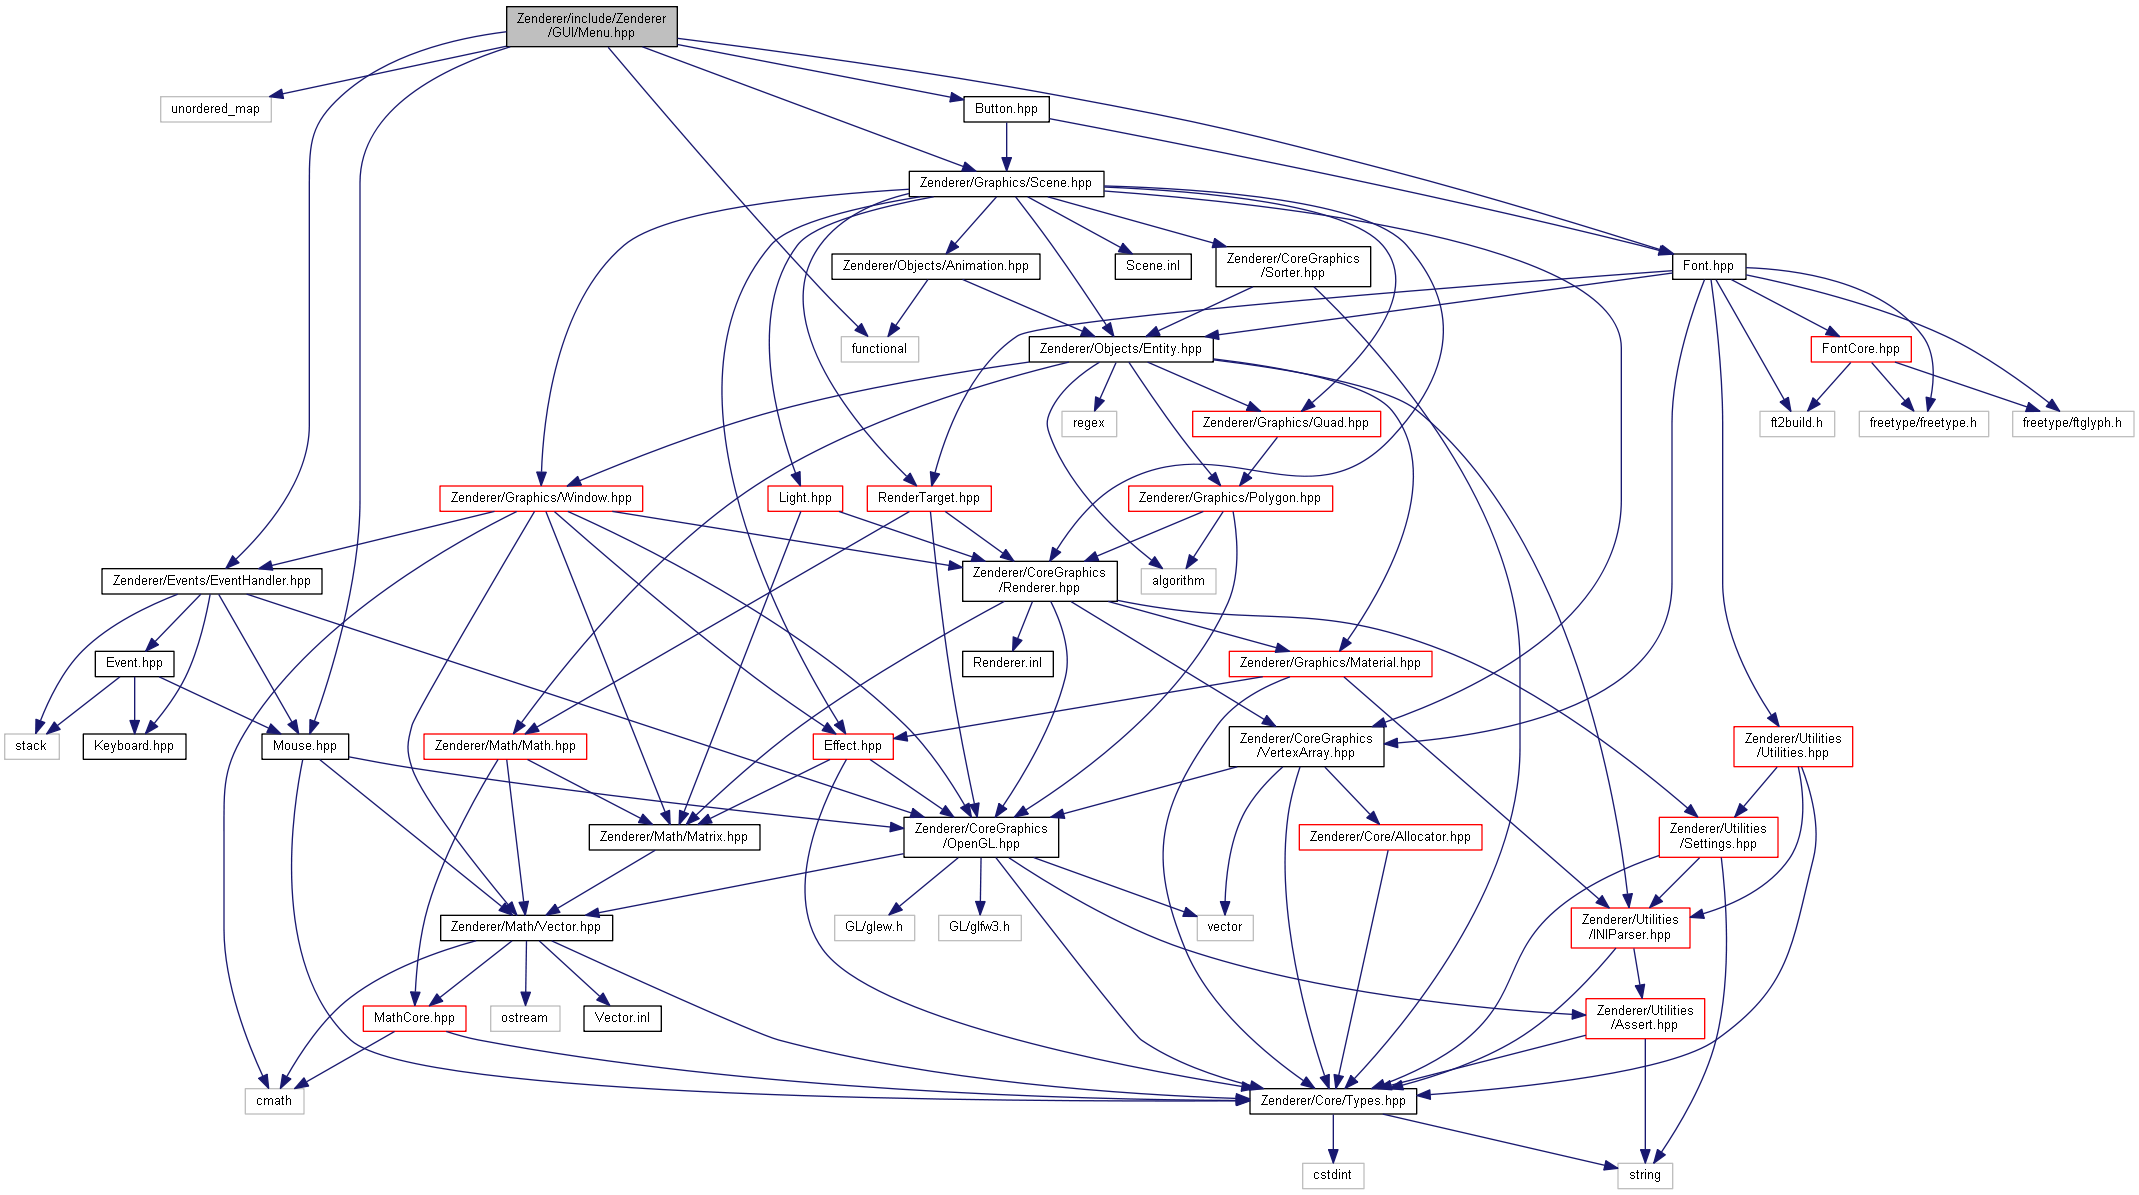 Zenderer/include/Zenderer
/GUI/Menu.hpp
unordered_map
Button.hpp
Zenderer/Graphics/Scene.hpp
Zenderer/Objects/Animation.hpp
Scene.inl
Zenderer/CoreGraphics
/Sorter.hpp
Font.hpp
functional
Zenderer/Objects/Entity.hpp
FontCore.hpp
regex
Zenderer/Graphics/Quad.hpp
ft2build.h
freetype/freetype.h
freetype/ftglyph.h
Zenderer/Graphics/Window.hpp
Light.hpp
RenderTarget.hpp
Zenderer/Graphics/Polygon.hpp
Zenderer/Events/EventHandler.hpp
Zenderer/CoreGraphics
/Renderer.hpp
algorithm
Event.hpp
Renderer.inl
Zenderer/Graphics/Material.hpp
stack
Keyboard.hpp
Mouse.hpp
Zenderer/Math/Math.hpp
Effect.hpp
Zenderer/CoreGraphics
/VertexArray.hpp
Zenderer/Utilities
/Utilities.hpp
Zenderer/Math/Matrix.hpp
Zenderer/CoreGraphics
/OpenGL.hpp
Zenderer/Core/Allocator.hpp
Zenderer/Utilities
/Settings.hpp
Zenderer/Math/Vector.hpp
GL/glew.h
GL/glfw3.h
vector
Zenderer/Utilities
/INIParser.hpp
MathCore.hpp
ostream
Vector.inl
Zenderer/Utilities
/Assert.hpp
cmath
Zenderer/Core/Types.hpp
cstdint
string